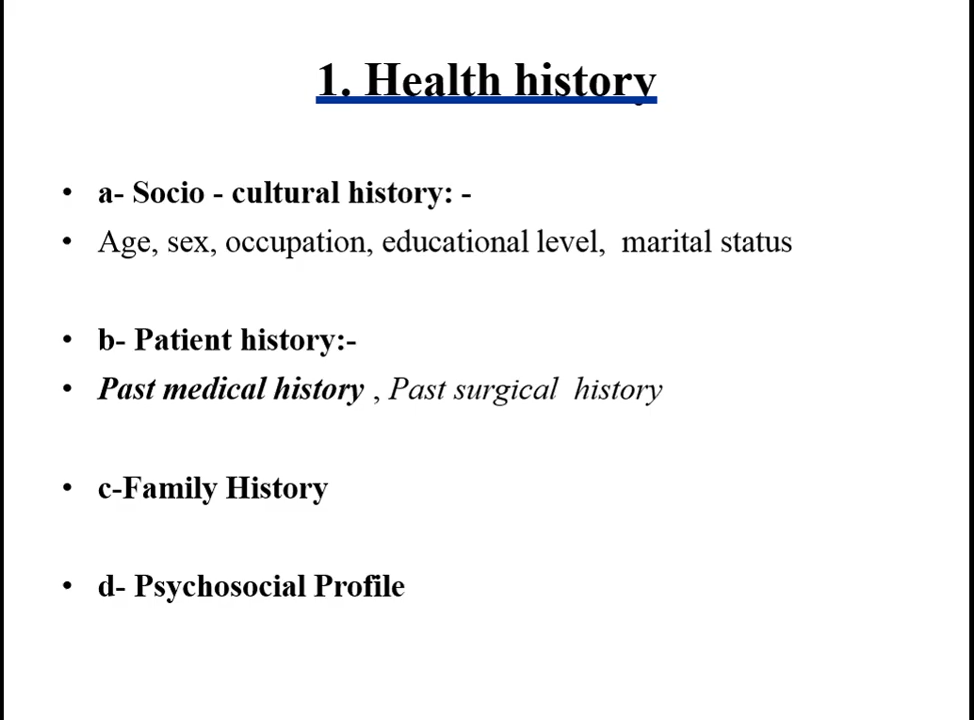 1. Health history
• a- Socio - cultural history: -
• Age, sex, occupation, educational level,  marital status
• b- Patient history:-
• Past medical history , Past surgical  history
• c-Family History
• d- Psychosocial Profile